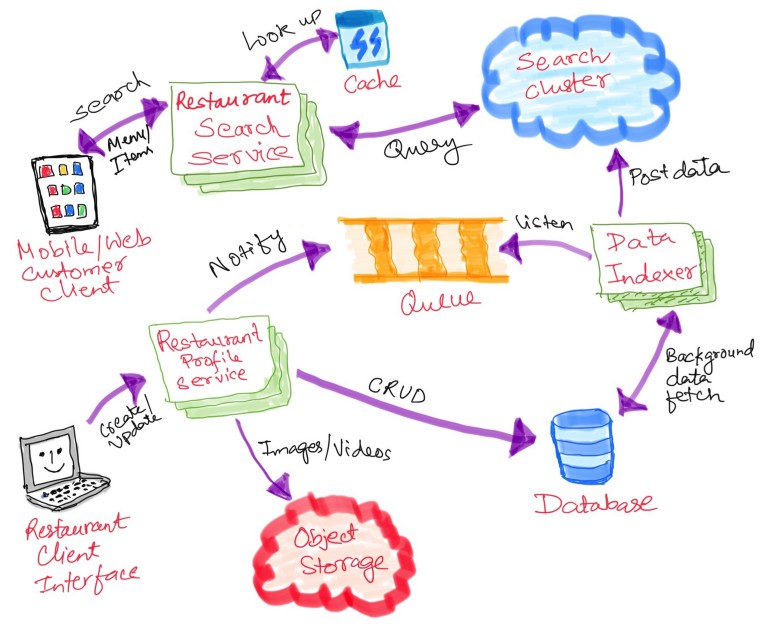 Look up
Cache
Search
Cluster
Search
Menu/
Items
Restaurant
Search
Service
Query
Post data
Mobile/Web
Customer
Client
Notify
Queue
listen
Data
Indexer
Restaurant
Profile
Service
Background
data
fetch
CRUD
Create/
Update
Images/Videos
Database
Restaurant
Client
Interface
Object
Storage